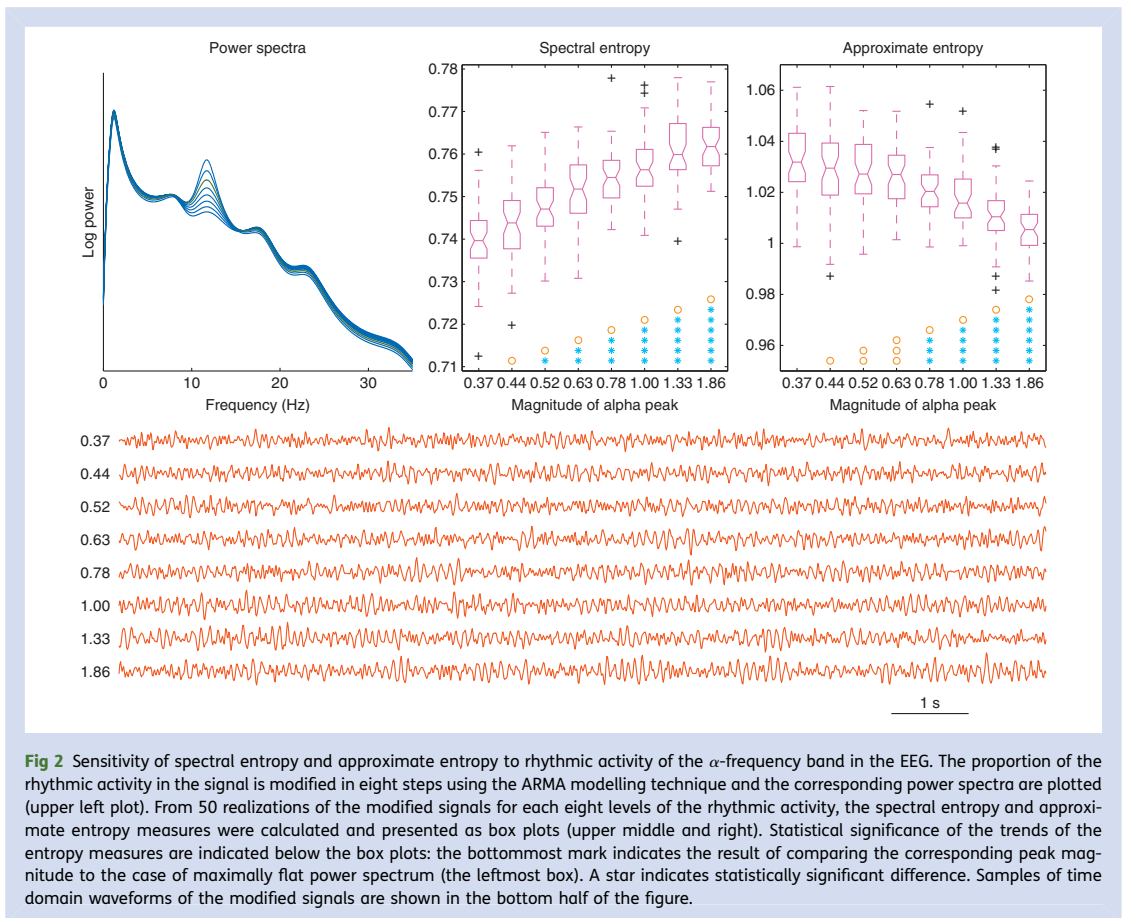 Power spectra
Spectral entropy
Approximate entropy
Log power
0 10 20 30
Frequency (Hz)
0.78
0.77
0.76
0.75
0.74
0.73
0.72
0.71
0.37 0.44 0.52 0.63 0.78 1.00 1.33 1.86
Magnitude of alpha peak
1.06
1.04
1.02
1
0.98
0.96
0.37 0.44 0.52 0.63 0.78 1.00 1.33 1.86
Magnitude of alpha peak
0.37
0.44
0.52
0.63
0.78
1.00
1.33
1.86
1 s
Fig 2 Sensitivity of spectral entropy and approximate entropy to rhythmic activity of the α-frequency band in the EEG. The proportion of the
rhythmic activity in the signal is modified in eight steps using the ARMA modelling technique and the corresponding power spectra are plotted
(upper left plot). From 50 realizations of the modified signals for each eight levels of the rhythmic activity, the spectral entropy and approxi-
mate entropy measures were calculated and presented as box plots (upper middle and right). Statistical significance of the trends of the
entropy measures are indicated below the box plots: the bottommost mark indicates the result of comparing the corresponding peak mag-
nitude to the case of maximally flat power spectrum (the leftmost box). A star indicates statistically significant difference. Samples of time
domain waveforms of the modified signals are shown in the bottom half of the figure.